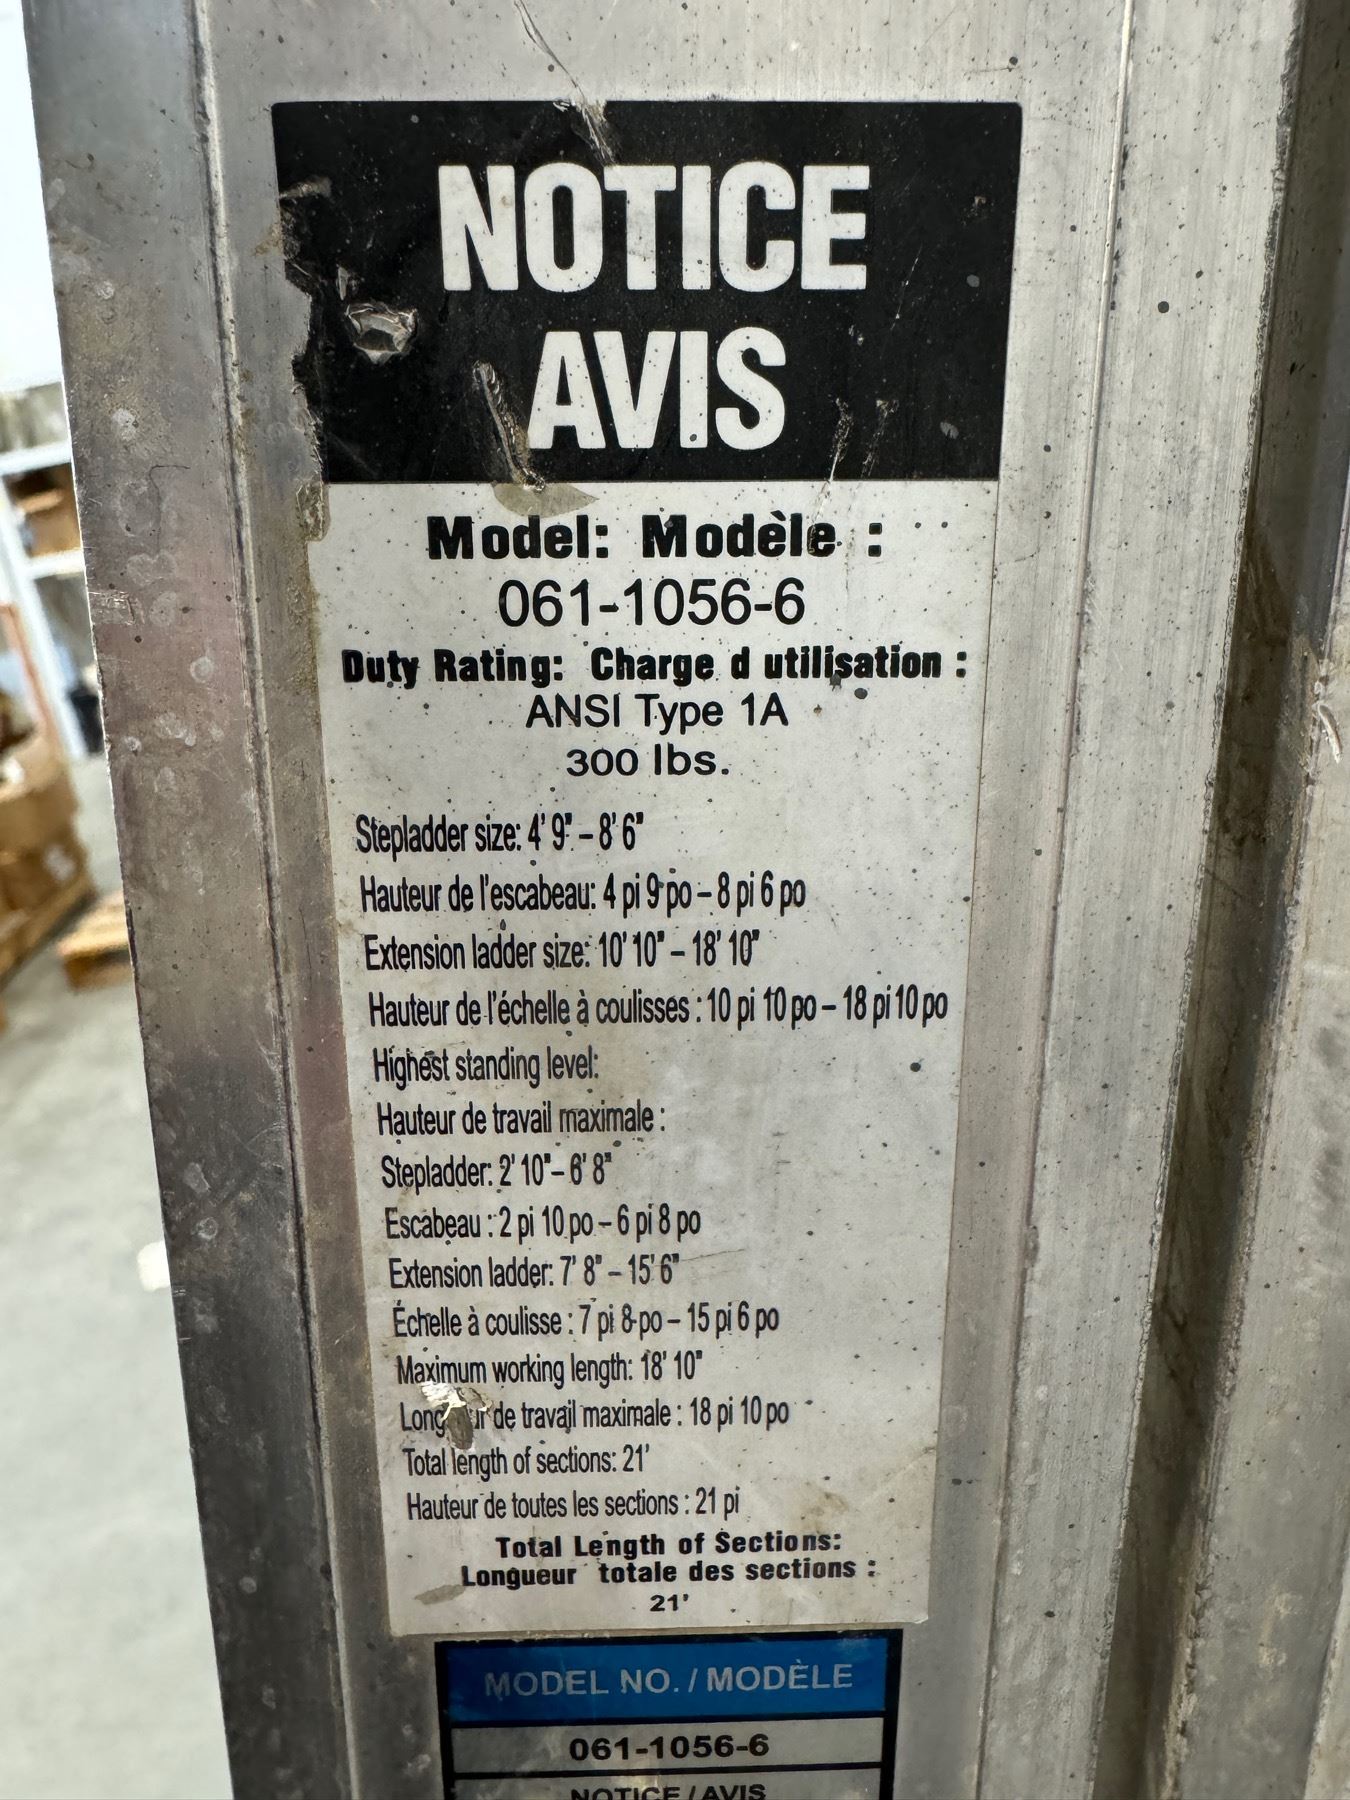 NOTICE
AVIS
Model: Modèle :
061-1056-6
Duty Rating: Charge d utilisation :
ANSI Type 1A
300 lbs.
Stepladder size: 4' 9" – 8' 6"
Hauteur de l'escabeau: 4 pi 9 po – 8 pi 6 po
Extension ladder size: 10' 10" – 18' 10"
Hauteur de l'échelle à coulisses : 10 pi 10 po – 18 pi 10 po
Highest standing level:
Hauteur de travail maximale :
Stepladder: 2' 10" – 6' 8"
Escabeau : 2 pi 10 po – 6 pi 8 po
Extension ladder: 7' 8" – 15' 6"
Échelle à coulisse : 7 pi 8 po – 15 pi 6 po
Maximum working length: 18' 10"
de travail maximale : 18 pi 10 po
Total length of sections: 21'
Hauteur de toutes les sections : 21 pi
Total Length of Sections:
Longueur totale des sections :
21'
MODEL NO. / MODÈLE
061-1056-6
NOTICE / AVIS